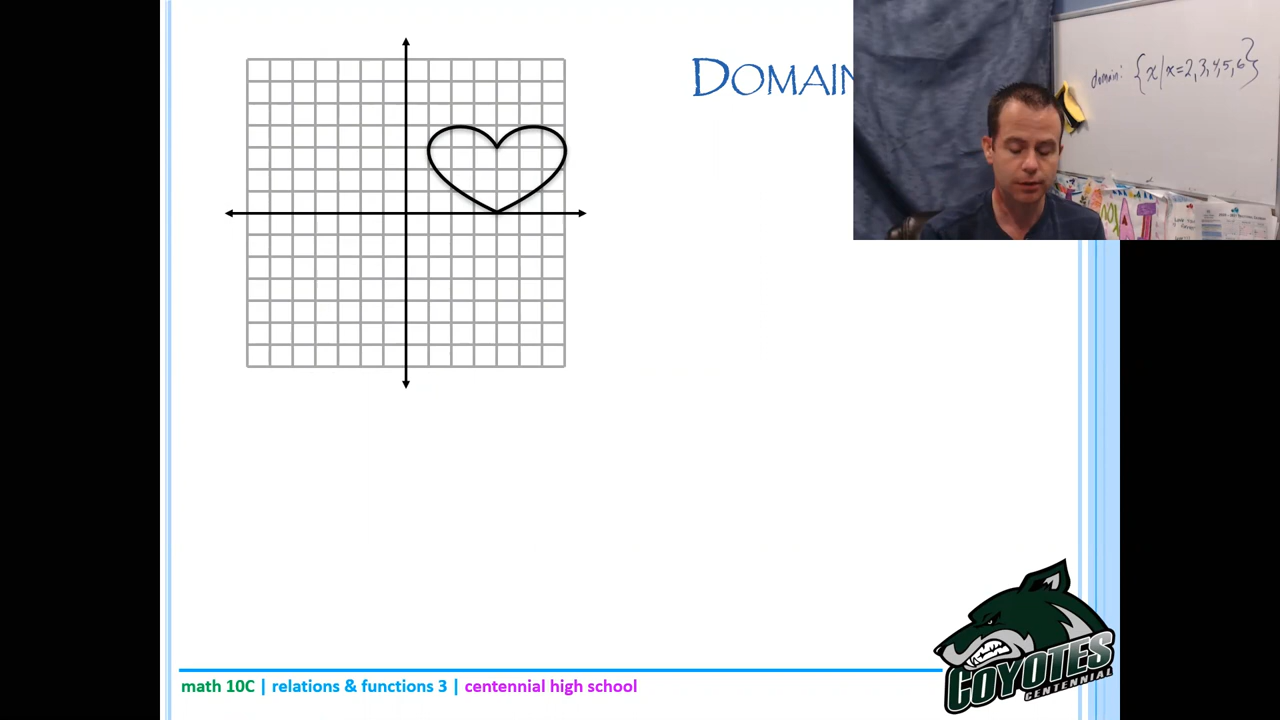 DOMAIN
domain: {x|x=2,3,4,5,6}
math 10C | relations & functions 3 | centennial high school
COYOTES
CENTENNIAL